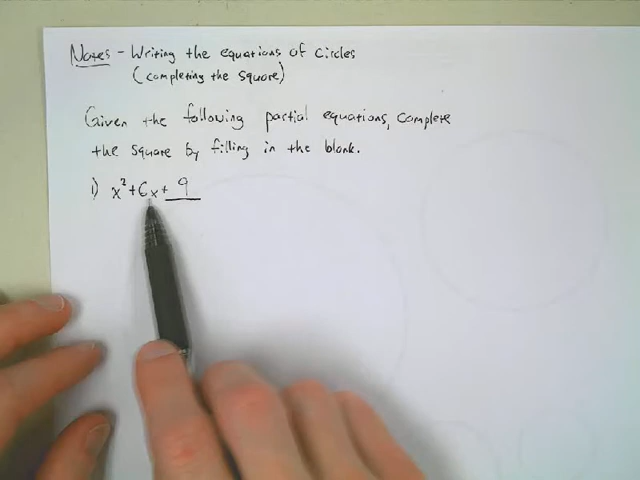 Notes - Writing the equations of circles
(completing the square)
Given the following partial equations, complete
the square by filling in the blank.
1) x² + 6x + 9